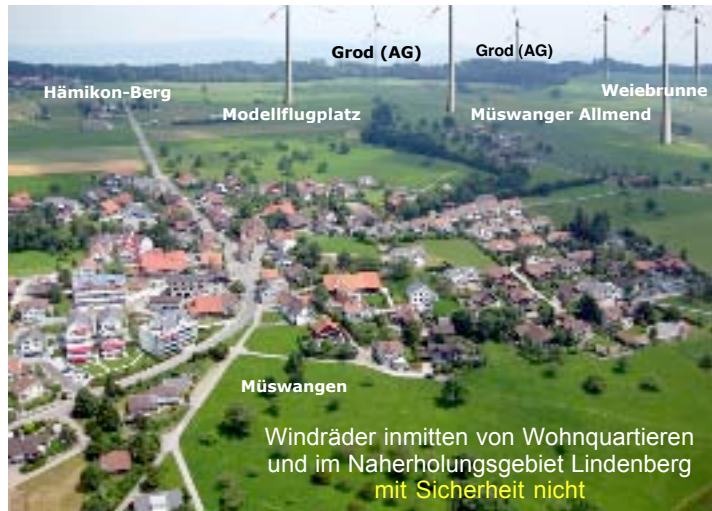 Grod (AG)
Grod (AG)
Hämikon-Berg
Weiebrunne
Modellflugplatz
Müswanger Allmend
Müswangen
Windräder inmitten von Wohnquartieren
und im Naherholungsgebiet Lindenberg
mit Sicherheit nicht